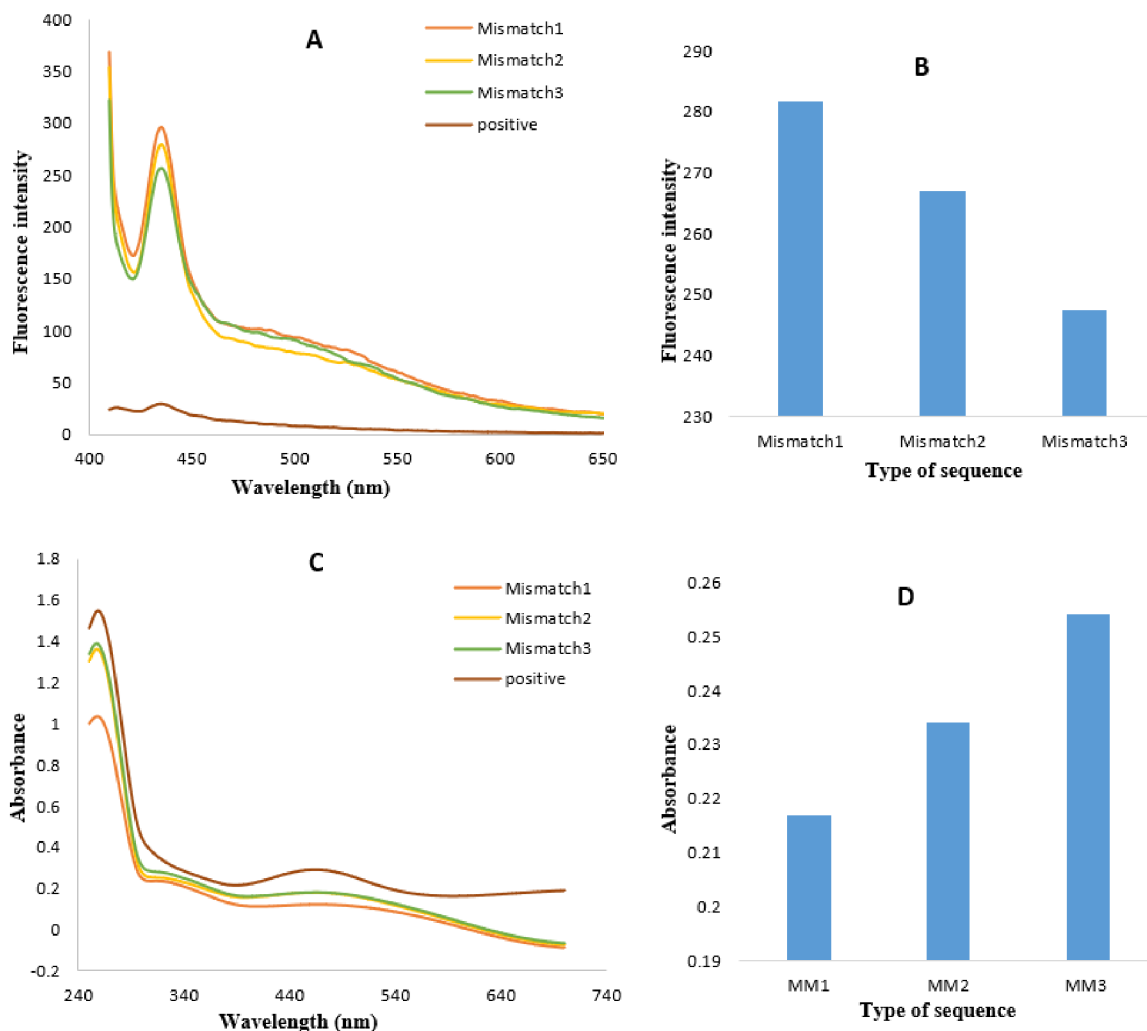 A
Mismatch1
Mismatch2
Mismatch3
positive
400
350
300
250
200
150
100
50
0
400 450 500 550 600 650
Fluorescence intensity
Wavelength (nm)
B
290
280
270
260
250
240
230
Mismatch1 Mismatch2 Mismatch3
Fluorescence intensity
Type of sequence
C
Mismatch1
Mismatch2
Mismatch3
positive
1.8
1.6
1.4
1.2
1
0.8
0.6
0.4
0.2
0
-0.2
240 340 440 540 640 740
Absorbance
Wavelength (nm)
D
0.26
0.25
0.24
0.23
0.22
0.21
0.2
0.19
MM1 MM2 MM3
Absorbance
Type of sequence